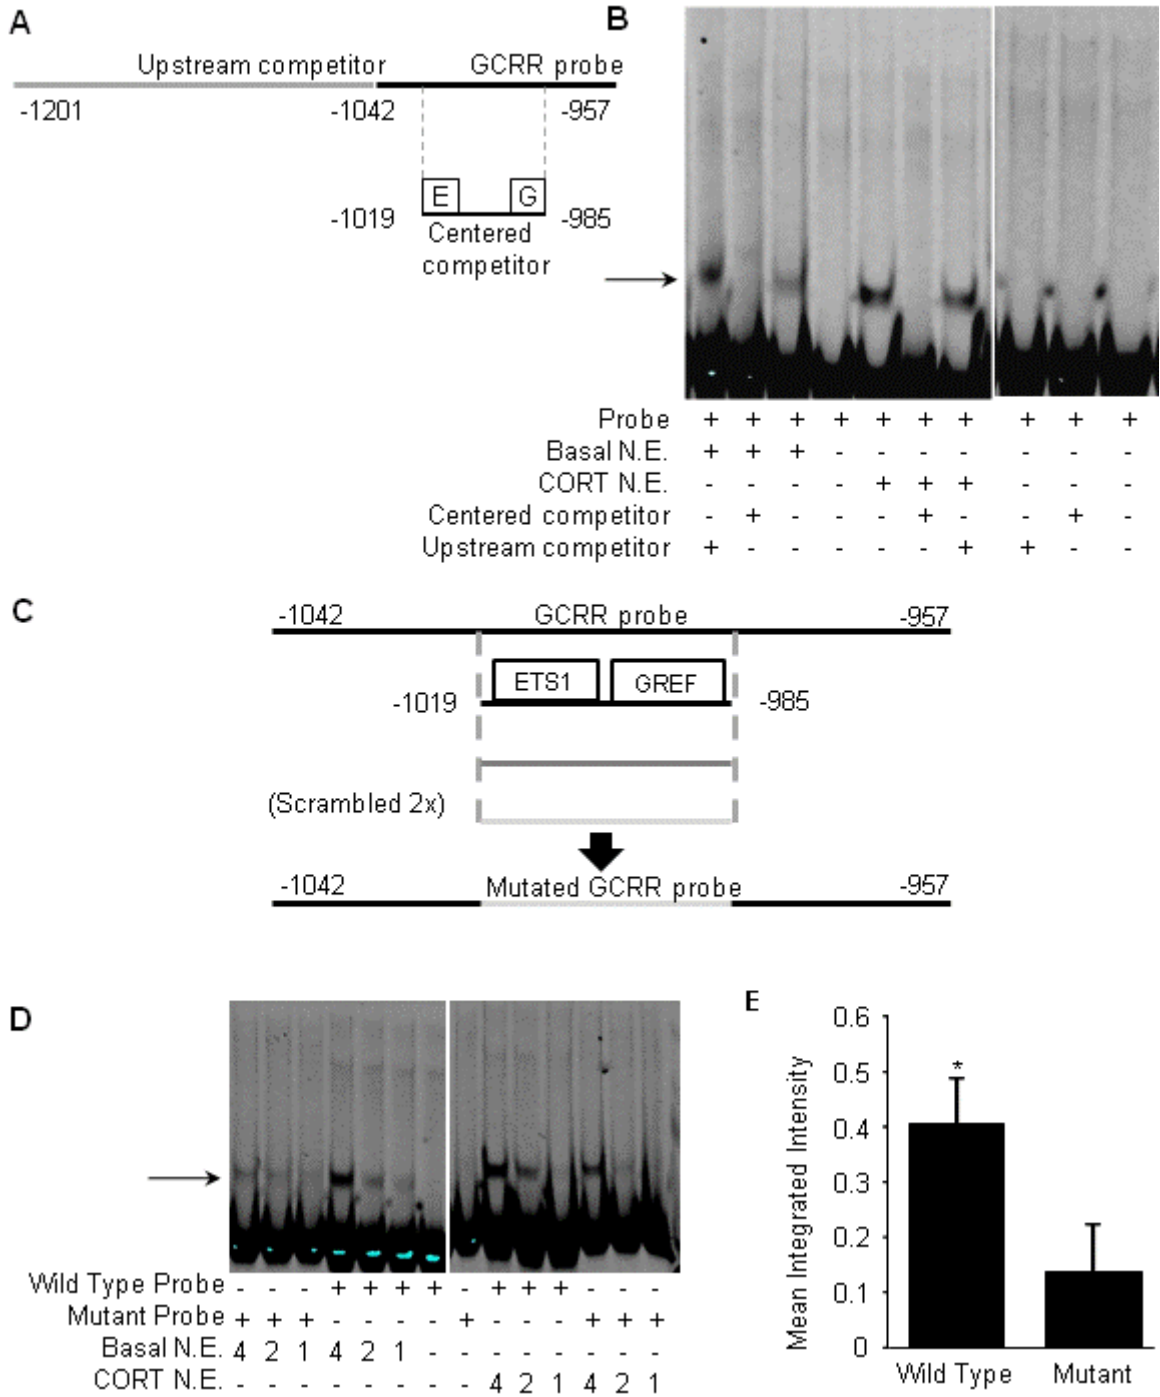 A
Upstream competitor GCRR probe
-1201 -1042 -957
E G
-1019 -985
Centered
competitor
B
Probe + + + + + + + + + +
Basal N.E. + + + - - - - - - -
CORT N.E. - - - - + + + - - -
Centered competitor - + - - - + - - + -
Upstream competitor + - - - - - + + - -
C
-1042 GCRR probe -957
ETS1 GREF
-1019 -985
(Scrambled 2x)
-1042 Mutated GCRR probe -957
D
Wild Type Probe - - - + + + + - + + + - - -
Mutant Probe + + + - - - - + - - - + + +
Basal N.E. 4 2 1 4 2 1 - - - - - - - -
CORT N.E. - - - - - - - - 4 2 1 4 2 1
E
Mean Integrated Intensity
0.6
0.5
0.4
0.3
0.2
0.1
0
*
Wild Type Mutant